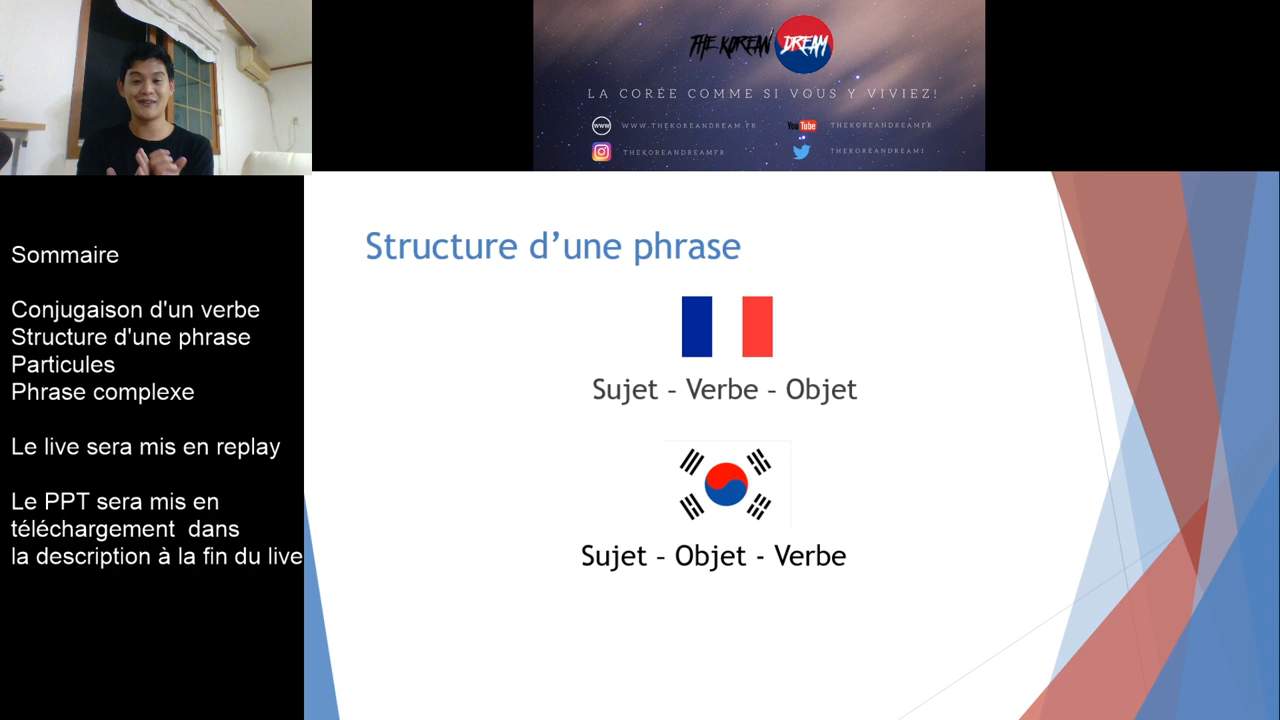 THE KOREAN DREAM
LA CORÉE COMME SI VOUS Y VIVIEZ!
WWW WWW.THEKOREANDREAM.FR
YouTube THEKOREANDREAMFR
THEKOREANDREAMFR
THEKOREANDREAM1
Sommaire
Conjugaison d'un verbe
Structure d'une phrase
Particules
Phrase complexe
Le live sera mis en replay
Le PPT sera mis en
téléchargement dans
la description à la fin du live
Structure d’une phrase
Sujet - Verbe - Objet
Sujet - Objet - Verbe